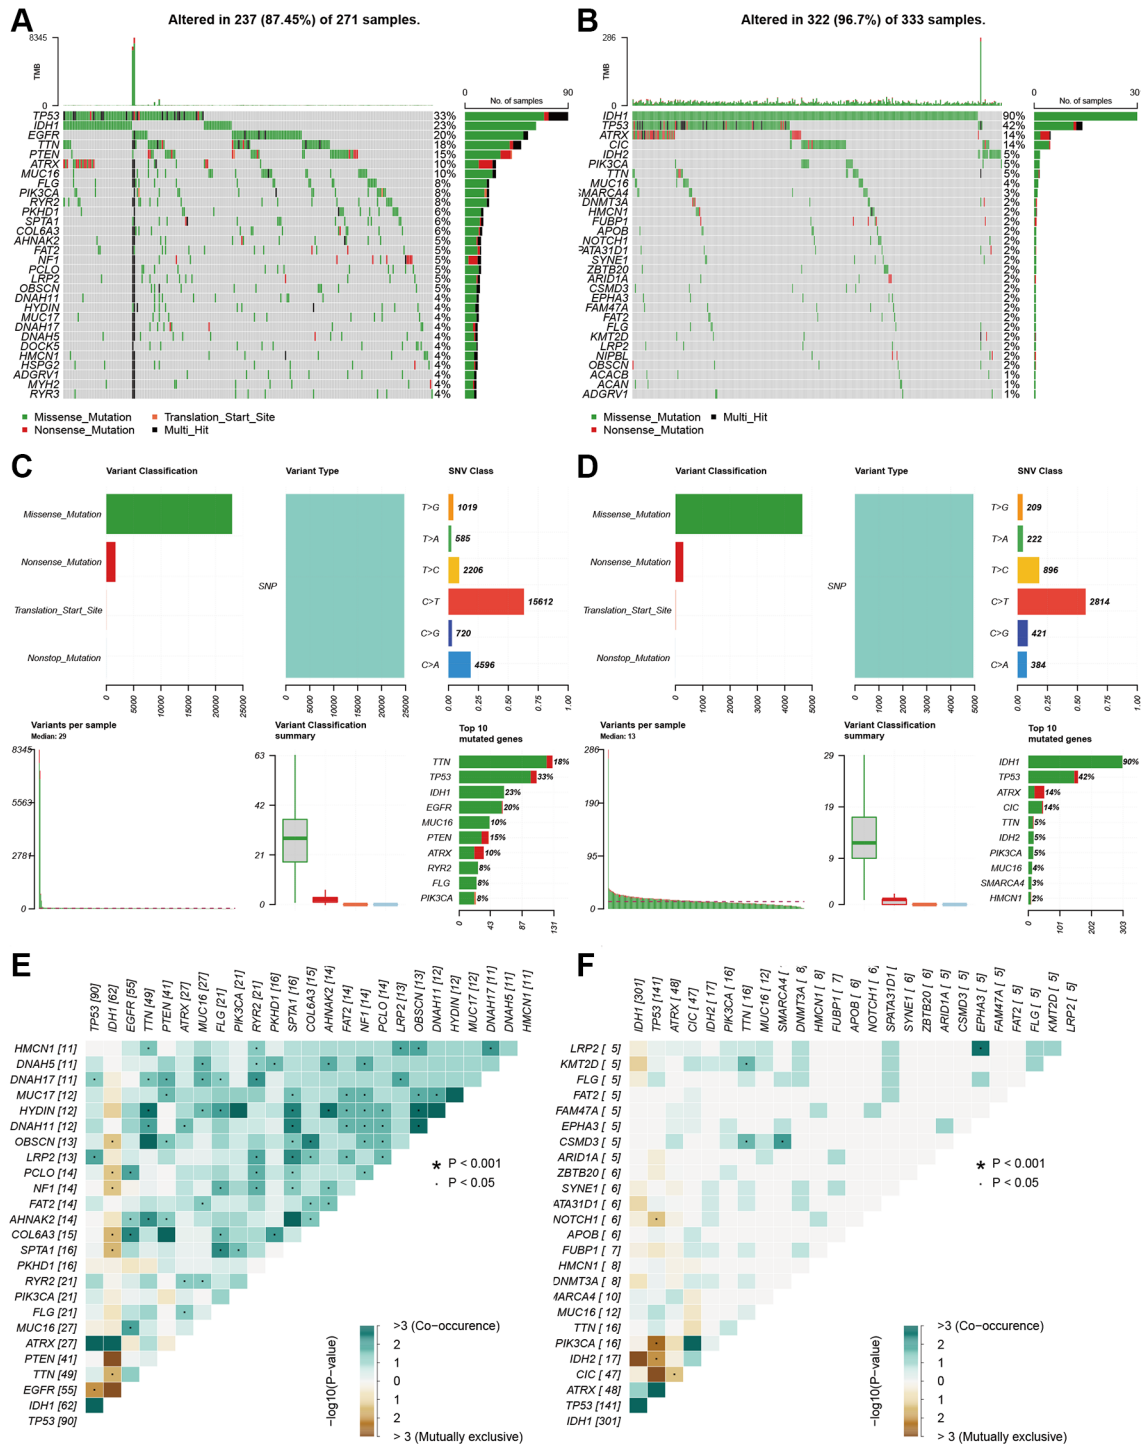 A
Altered in 237 (87.45%) of 271 samples.
8345
TMB
0
No. of samples
0
90
TP53 33%
IDH1 23%
EGFR 20%
TTN 18%
PTEN 15%
ATRX 10%
MUC16 10%
FLG 8%
PIK3CA 8%
RYR2 8%
PKHD1 6%
SPTA1 6%
COL6A3 6%
AHNAK2 5%
FAT2 5%
NF1 5%
PCLO 5%
LRP2 5%
OBSCN 5%
DNAH11 4%
HYDIN 4%
MUC17 4%
DNAH17 4%
DNAH5 4%
DOCK5 4%
HMCN1 4%
HSPG2 4%
ADGRV1 4%
MYH2 4%
RYR3 4%
Missense_Mutation
Translation_Start_Site
Nonsense_Mutation
Multi_Hit
B
Altered in 322 (96.7%) of 333 samples.
286
TMB
0
No. of samples
0
30
IDH1 90%
TP53 42%
ATRX 14%
CIC 14%
IDH2 5%
PIK3CA 5%
TTN 5%
MUC16 4%
SMARCA4 3%
DNMT3A 2%
HMCN1 2%
FUBP1 2%
APOB 2%
NOTCH1 2%
PATA31D1 2%
SYNE1 2%
ZBTB20 2%
ARID1A 2%
CSMD3 2%
EPHA3 2%
FAM47A 2%
FAT2 2%
FLG 2%
KMT2D 2%
LRP2 2%
NIPBL 2%
OBSCN 2%
ACACB 1%
ACAN 1%
ADGRV1 1%
Missense_Mutation
Multi_Hit
Nonsense_Mutation
C
Variant Classification
Missense_Mutation
Nonsense_Mutation
Translation_Start_Site
Nonstop_Mutation
0
5000
10000
15000
20000
25000
Variant Type
SNP
0
5000
10000
15000
20000
25000
SNV Class
T>G 1019
T>A 585
T>C 2206
C>T 15612
C>G 720
C>A 4596
0.00
0.25
0.50
0.75
1.00
Variants per sample
Median: 29
8345
5563
2781
0
Variant Classification
summary
63
42
21
0
Top 10
mutated genes
TTN 18%
TP53 33%
IDH1 23%
EGFR 20%
MUC16 10%
PTEN 15%
ATRX 10%
RYR2 8%
FLG 8%
PIK3CA 8%
0
43
87
131
D
Variant Classification
Missense_Mutation
Nonsense_Mutation
Translation_Start_Site
Nonstop_Mutation
0
1000
2000
3000
4000
5000
Variant Type
SNP
0
1000
2000
3000
4000
5000
SNV Class
T>G 209
T>A 222
T>C 896
C>T 2814
C>G 421
C>A 384
0.00
0.25
0.50
0.75
1.00
Variants per sample
Median: 13
286
190
95
0
Variant Classification
summary
29
19
9
0
Top 10
mutated genes
IDH1 90%
TP53 42%
ATRX 14%
CIC 14%
TTN 5%
IDH2 5%
PIK3CA 5%
MUC16 4%
SMARCA4 3%
HMCN1 2%
0
101
202
303
E
TP53 [90]
IDH1 [62]
EGFR [55]
TTN [49]
PTEN [41]
ATRX [27]
MUC16 [27]
FLG [21]
PIK3CA [21]
RYR2 [21]
PKHD1 [16]
SPTA1 [16]
COL6A3 [15]
AHNAK2 [14]
FAT2 [14]
NF1 [14]
PCLO [14]
LRP2 [13]
OBSCN [13]
DNAH11 [12]
HYDIN [12]
MUC17 [12]
DNAH17 [11]
DNAH5 [11]
HMCN1 [11]
HMCN1 [11]
DNAH5 [11]
DNAH17 [11]
MUC17 [12]
HYDIN [12]
DNAH11 [12]
OBSCN [13]
LRP2 [13]
PCLO [14]
NF1 [14]
FAT2 [14]
AHNAK2 [14]
COL6A3 [15]
SPTA1 [16]
PKHD1 [16]
RYR2 [21]
PIK3CA [21]
FLG [21]
MUC16 [27]
ATRX [27]
PTEN [41]
TTN [49]
EGFR [55]
IDH1 [62]
TP53 [90]
* P < 0.001
· P < 0.05
−log10(P−value)
>3 (Co−occurence)
2
1
0
1
2
> 3 (Mutually exclusive)
F
IDH1 [301]
TP53 [141]
ATRX [ 48]
CIC [ 47]
IDH2 [ 17]
PIK3CA [ 16]
TTN [ 16]
MUC16 [ 12]
SMARCA4 [
DNMT3A [ 8
HMCN1 [ 8]
FUBP1 [ 7]
APOB [ 6]
NOTCH1 [ 6
SPATA31D1 [
SYNE1 [ 6]
ZBTB20 [ 6]
ARID1A [ 5]
CSMD3 [ 5]
EPHA3 [ 5]
FAM47A [ 5]
FAT2 [ 5]
FLG [ 5]
KMT2D [ 5]
LRP2 [ 5]
LRP2 [ 5]
KMT2D [ 5]
FLG [ 5]
FAT2 [ 5]
FAM47A [ 5]
EPHA3 [ 5]
CSMD3 [ 5]
ARID1A [ 5]
ZBTB20 [ 6]
SYNE1 [ 6]
ATA31D1 [ 6]
NOTCH1 [ 6]
APOB [ 6]
FUBP1 [ 7]
HMCN1 [ 8]
DNMT3A [ 8]
MARCA4 [ 10]
MUC16 [ 12]
TTN [ 16]
PIK3CA [ 16]
IDH2 [ 17]
CIC [ 47]
ATRX [ 48]
TP53 [141]
IDH1 [301]
* P < 0.001
· P < 0.05
−log10(P−value)
>3 (Co−occurence)
2
1
0
1
2
> 3 (Mutually exclusive)